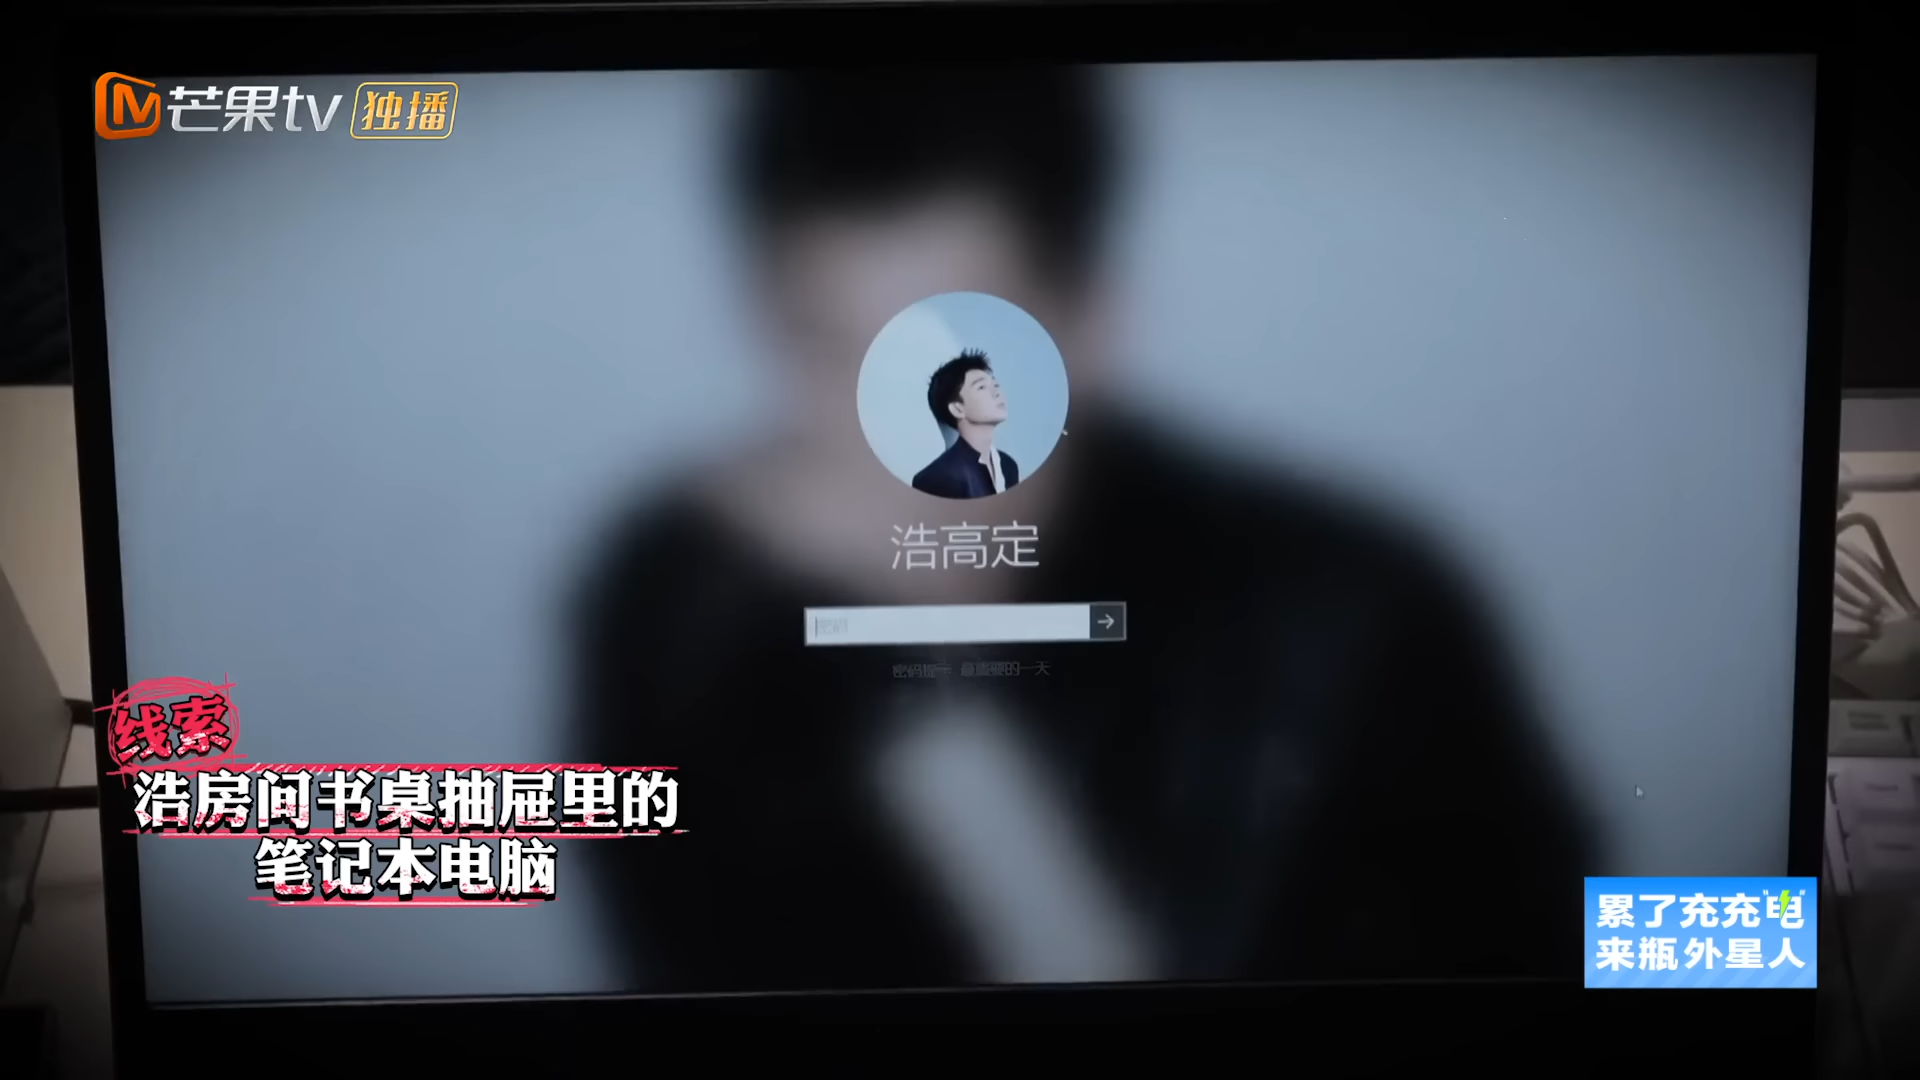 芒果tv 独播
浩高定
密码
密码提示 最重要的一天
线索
浩房间书桌抽屉里的
笔记本电脑
累了充充"电"
来瓶外星人